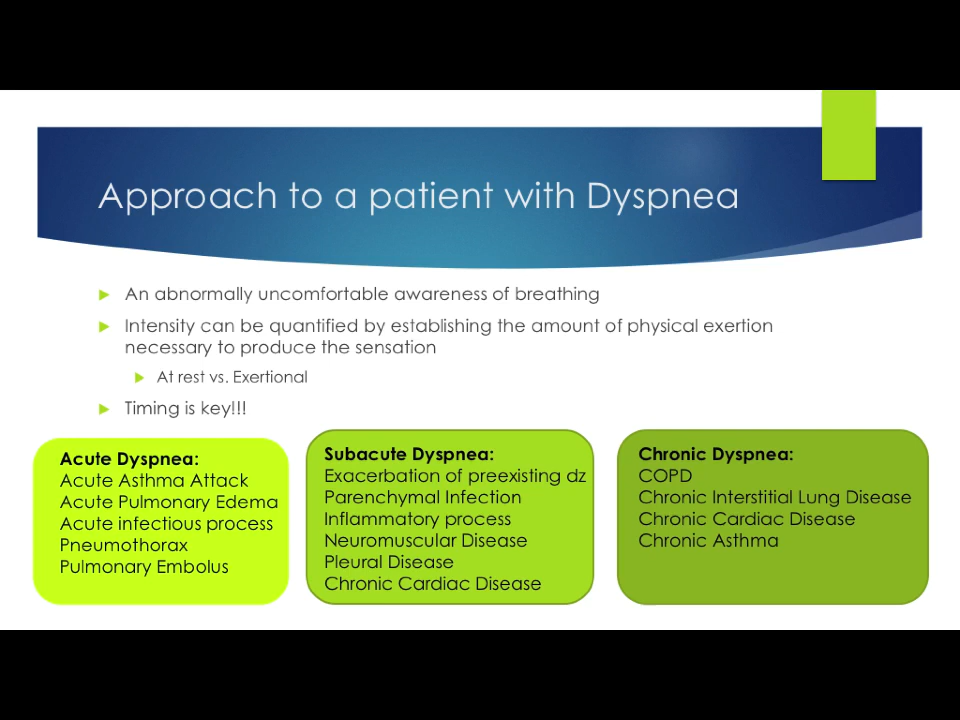 Approach to a patient with Dyspnea
An abnormally uncomfortable awareness of breathing
Intensity can be quantified by establishing the amount of physical exertion
necessary to produce the sensation
At rest vs. Exertional
Timing is key!!!
Acute Dyspnea:
Acute Asthma Attack
Acute Pulmonary Edema
Acute infectious process
Pneumothorax
Pulmonary Embolus
Subacute Dyspnea:
Exacerbation of preexisting dz
Parenchymal Infection
Inflammatory process
Neuromuscular Disease
Pleural Disease
Chronic Cardiac Disease
Chronic Dyspnea:
COPD
Chronic Interstitial Lung Disease
Chronic Cardiac Disease
Chronic Asthma